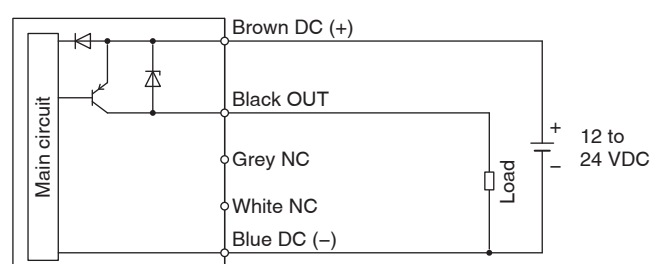 Brown DC (+)
Black OUT
Main circuit
Grey NC
White NC
Blue DC (−)
Load
+
−
12 to
24 VDC